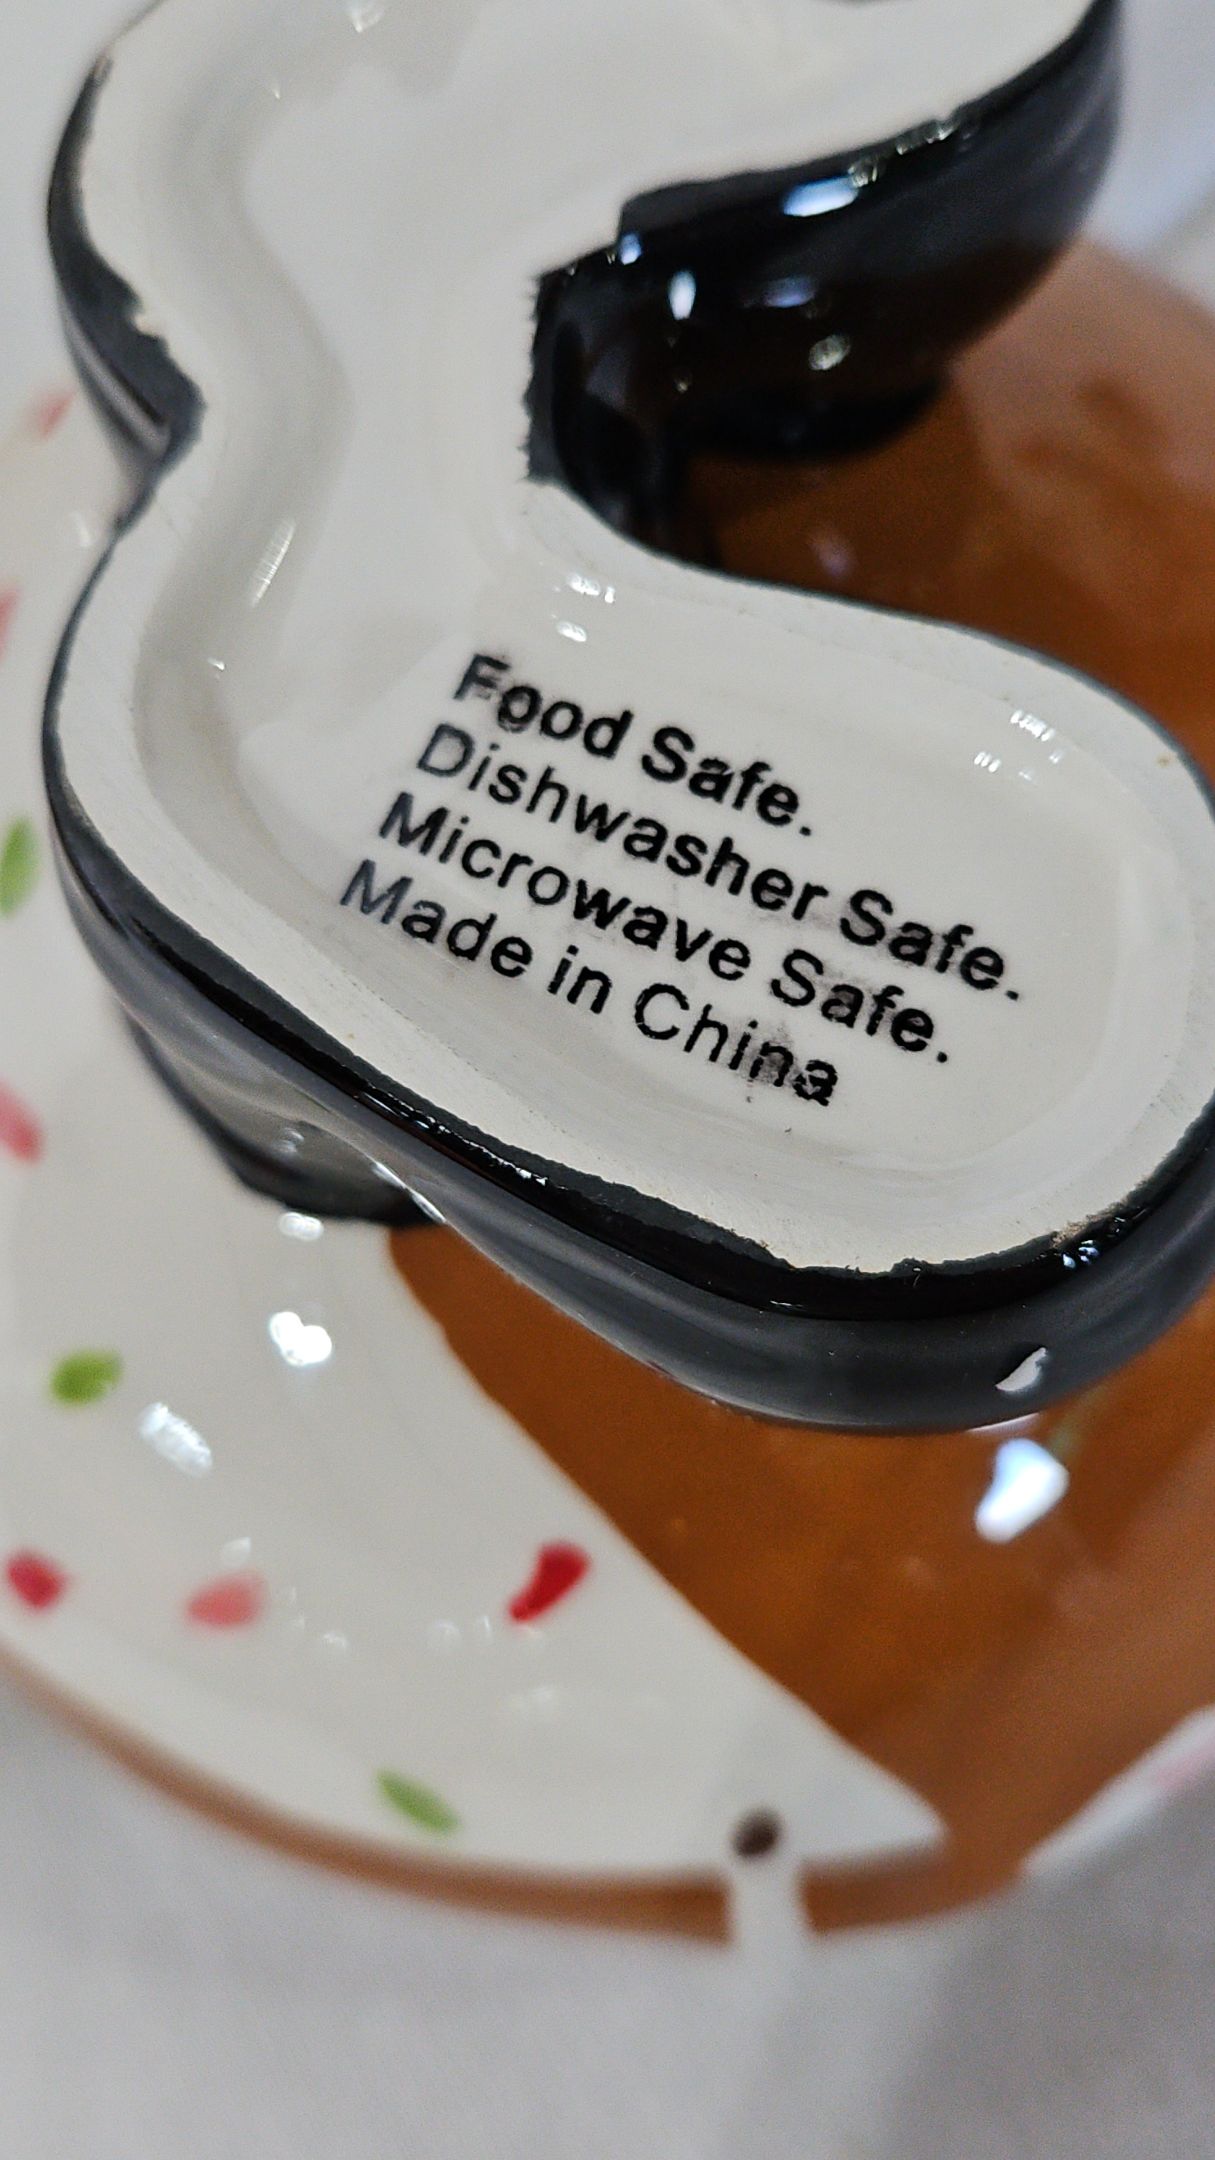 Food Safe.
Dishwasher Safe.
Microwave Safe.
Made in China